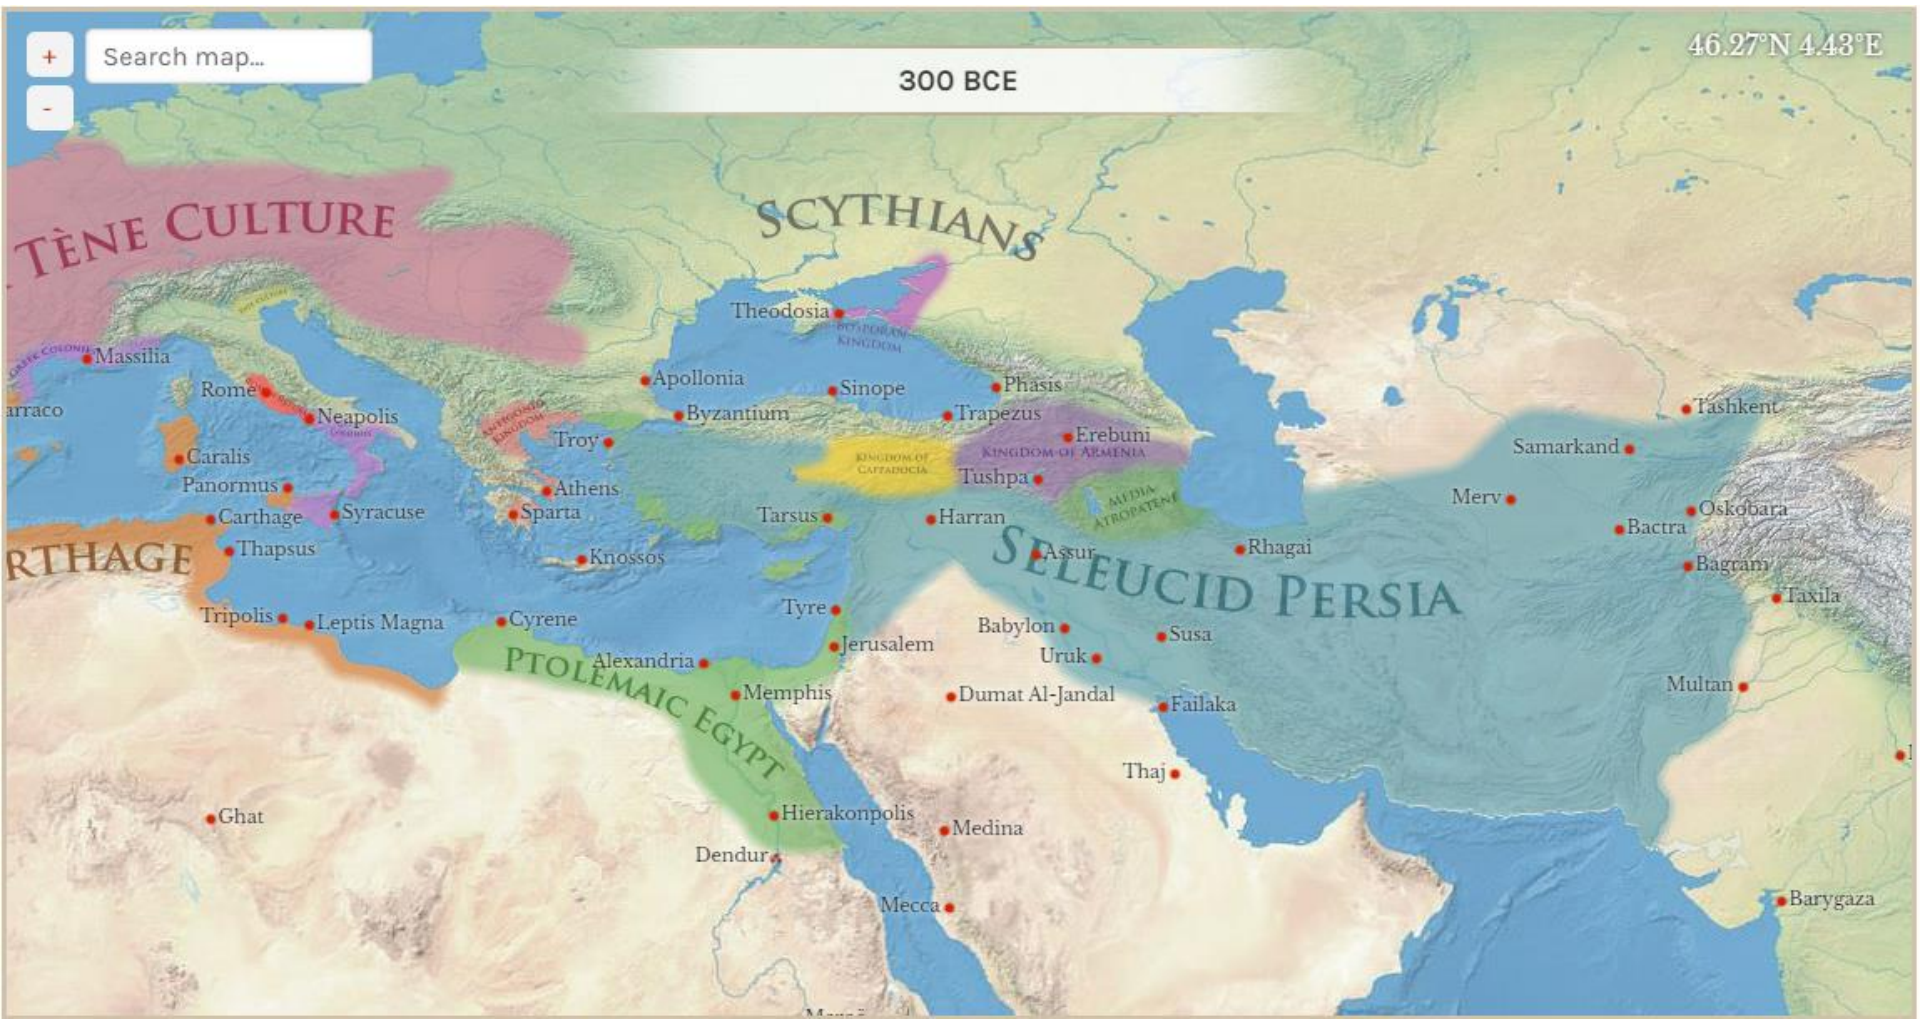 +
Search map...
-
300 BCE
46.27°N 4.43°E
TÈNE CULTURE
SCYTHIANS
Theodosia
BOSPORAN
KINGDOM
GREEK COLONIES
Massilia
Rome
Neapolis
Apollonia
Sinope
Phasis
Byzantium
Trapezus
arraco
ANTIGONID
KINGDOM
Troy
Erebuni
KINGDOM OF ARMENIA
KINGDOM OF
CAPPADOCIA
Tushpa
MEDIA
ATROPATENE
Tashkent
Samarkand
Merv
Oskobara
Bactra
Bagram
Taxila
Caralis
Panormus
Athens
Carthage
Syracuse
Sparta
Tarsus
Harran
RTHAGE
Thapsus
Knossos
Assur
Rhagai
SELEUCID PERSIA
Tripolis
Leptis Magna
Cyrene
Tyre
Babylon
Susa
Jerusalem
Uruk
Alexandria
PTOLEMAIC EGYPT
Memphis
Dumat Al-Jandal
Failaka
Multan
Thaj
Ghat
Hierakonpolis
Medina
Dendur
Mecca
Barygaza